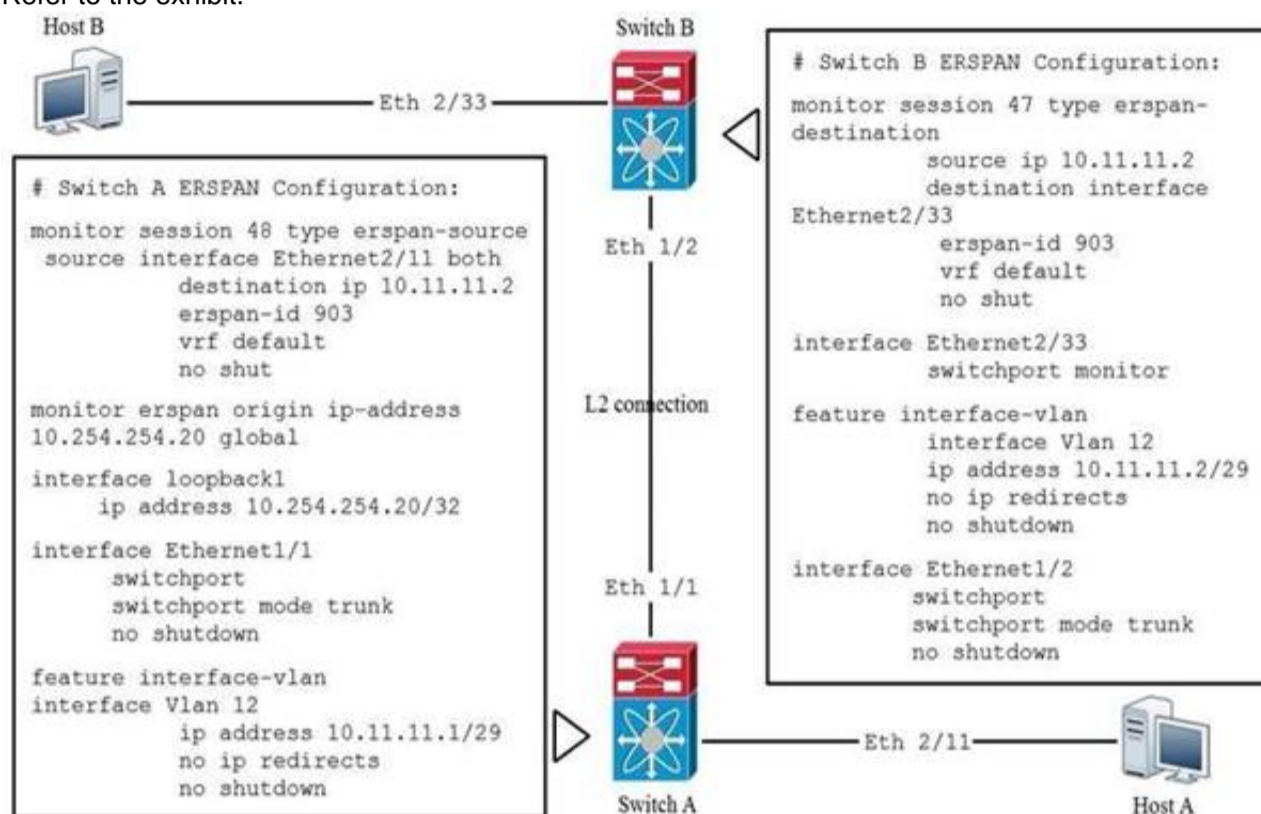 Refer to the exhibit.
Host B
Switch B
Eth 2/33
# Switch B ERSPAN Configuration:
monitor session 47 type erspan-
destination
source ip 10.11.11.2
destination interface
Ethernet2/33
erspan-id 903
vrf default
no shut
interface Ethernet2/33
switchport monitor
feature interface-vlan
interface Vlan 12
ip address 10.11.11.2/29
no ip redirects
no shutdown
interface Ethernet1/2
switchport
switchport mode trunk
no shutdown
# Switch A ERSPAN Configuration:
monitor session 48 type erspan-source
source interface Ethernet2/11 both
destination ip 10.11.11.2
erspan-id 903
vrf default
no shut
monitor erspan origin ip-address
10.254.254.20 global
interface loopback1
ip address 10.254.254.20/32
interface Ethernet1/1
switchport
switchport mode trunk
no shutdown
feature interface-vlan
interface Vlan 12
ip address 10.11.11.1/29
no ip redirects
no shutdown
Eth 1/2
L2 connection
Eth 1/1
Eth 2/11
Switch A
Host A